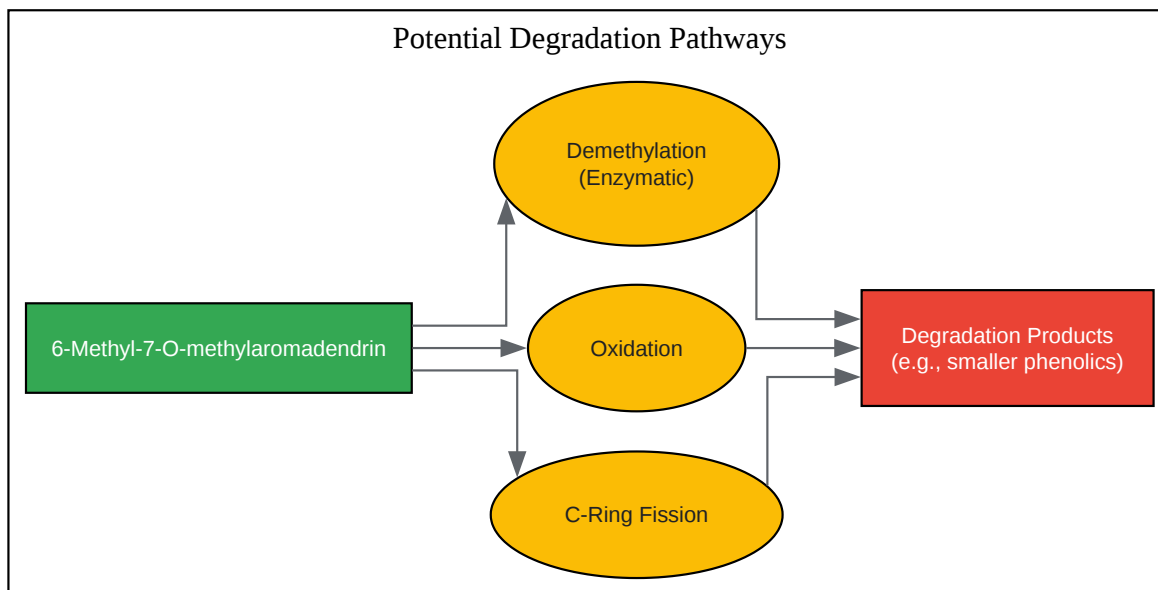 Potential Degradation Pathways
Demethylation
(Enzymatic)
6-Methyl-7-O-methylaromadendrin
Oxidation
Degradation Products
(e.g., smaller phenolics)
C-Ring Fission